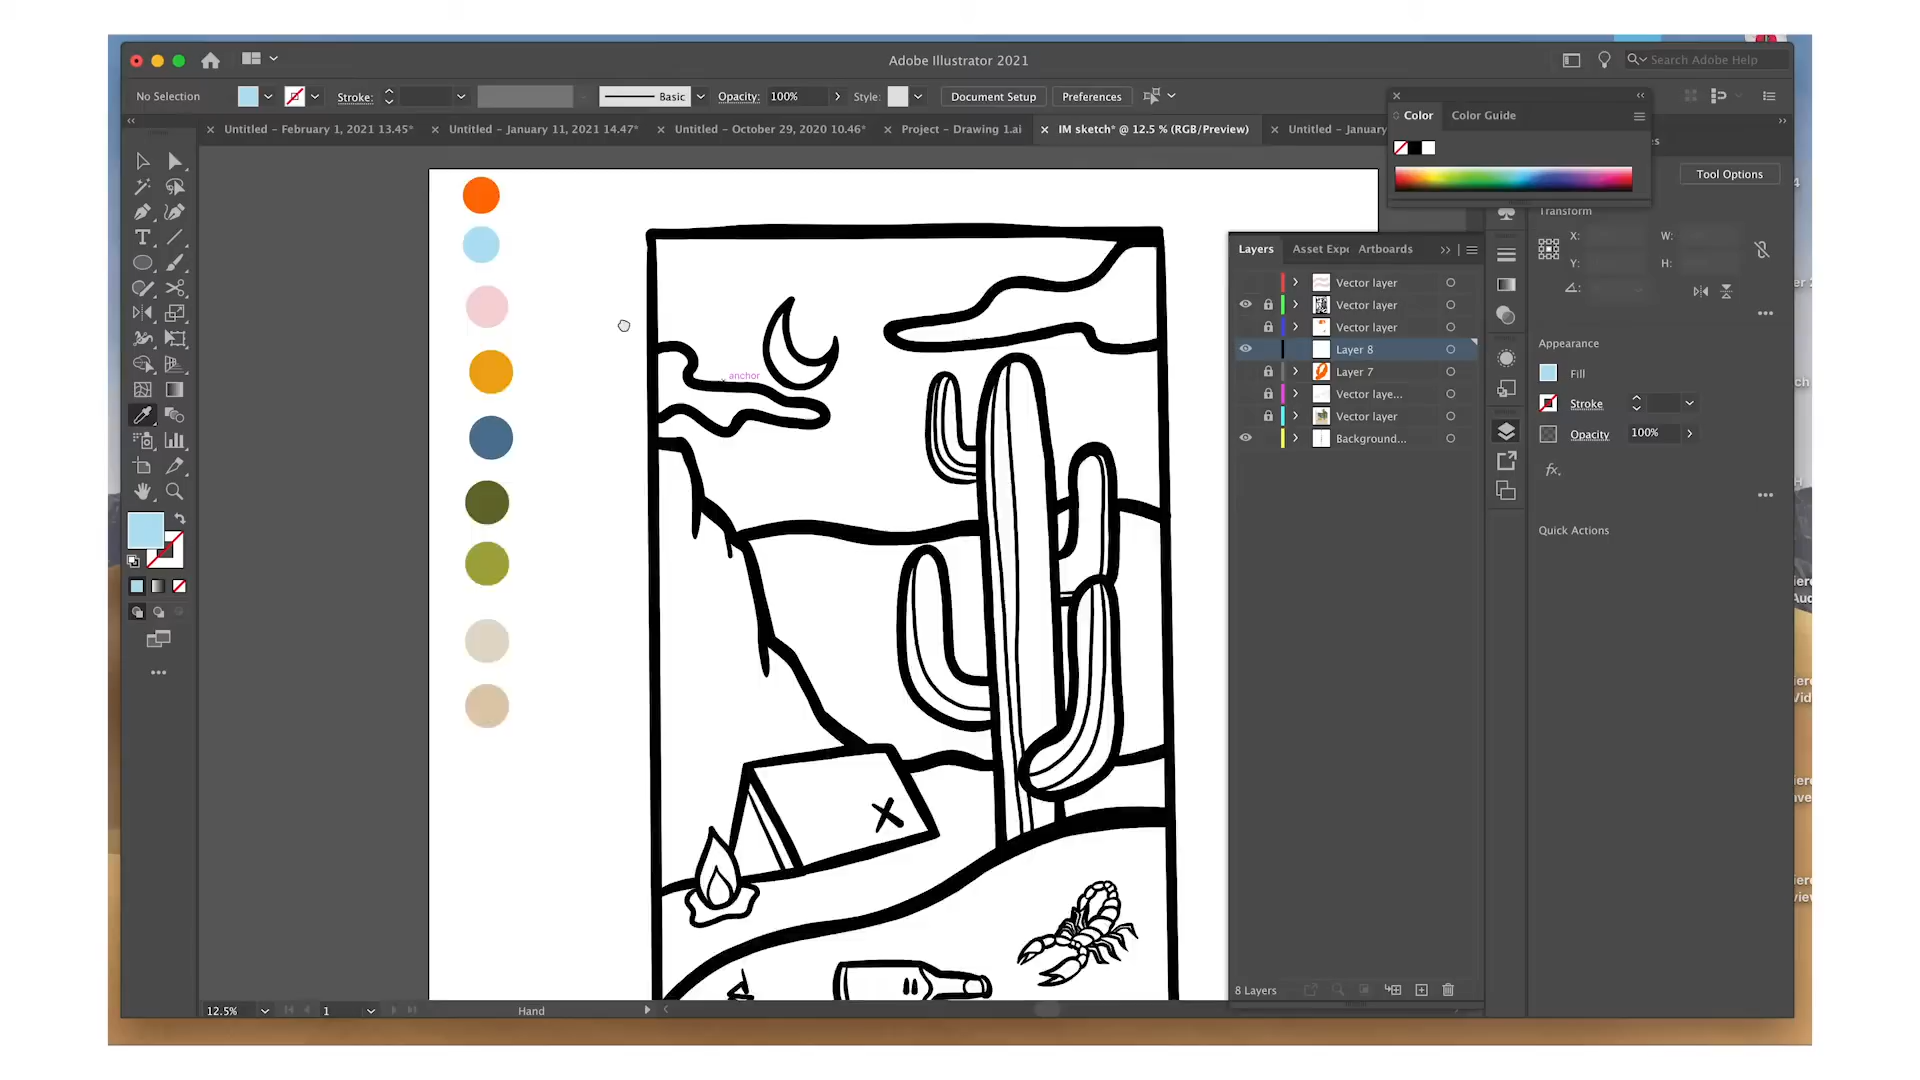 Adobe Illustrator 2021
Search Adobe Help
No Selection
Stroke:
Basic
Opacity:
100%
Style:
Document Setup
Preferences
Untitled - February 1, 2021 13.45*
Untitled - January 11, 2021 14.47*
Untitled - October 29, 2020 10.46*
Project - Drawing 1.ai
IM sketch* @ 12.5 % (RGB/Preview)
Untitled - January
Color
Color Guide
Tool Options
Transform
X:
W:
Y:
H:
Layers
Asset Expo
Artboards
Vector layer
Vector layer
Vector layer
Layer 8
Layer 7
Vector laye...
Vector layer
Background...
Appearance
Fill
Stroke
Opacity
100%
fx.
Quick Actions
anchor
8 Layers
12.5%
1
Hand